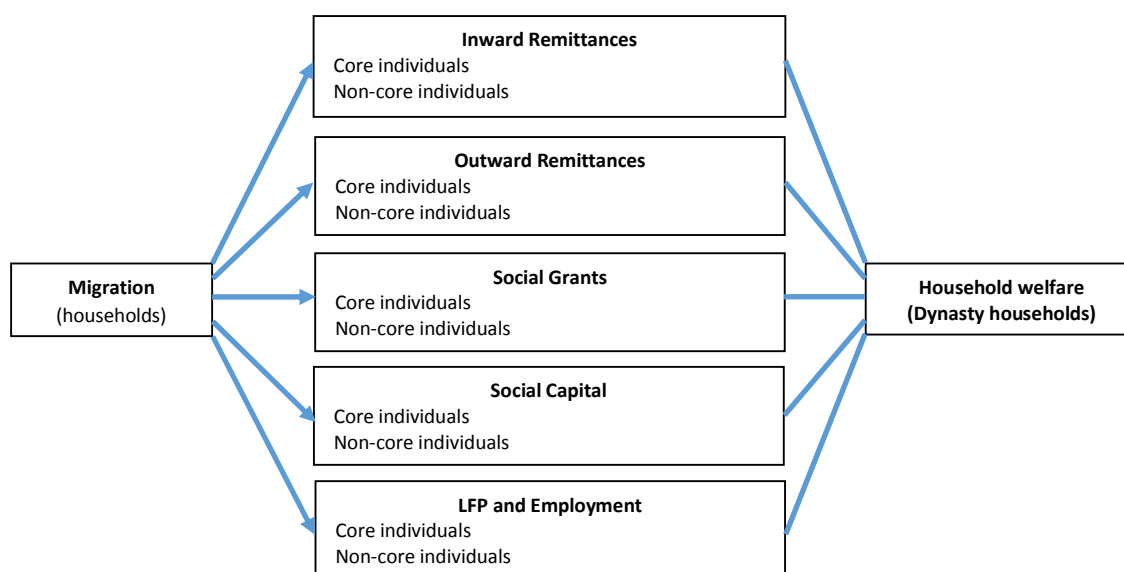 Inward Remittances
Core individuals
Non-core individuals
Outward Remittances
Core individuals
Non-core individuals
Migration
(households)
Social Grants
Core individuals
Non-core individuals
Household welfare
(Dynasty households)
Social Capital
Core individuals
Non-core individuals
LFP and Employment
Core individuals
Non-core individuals